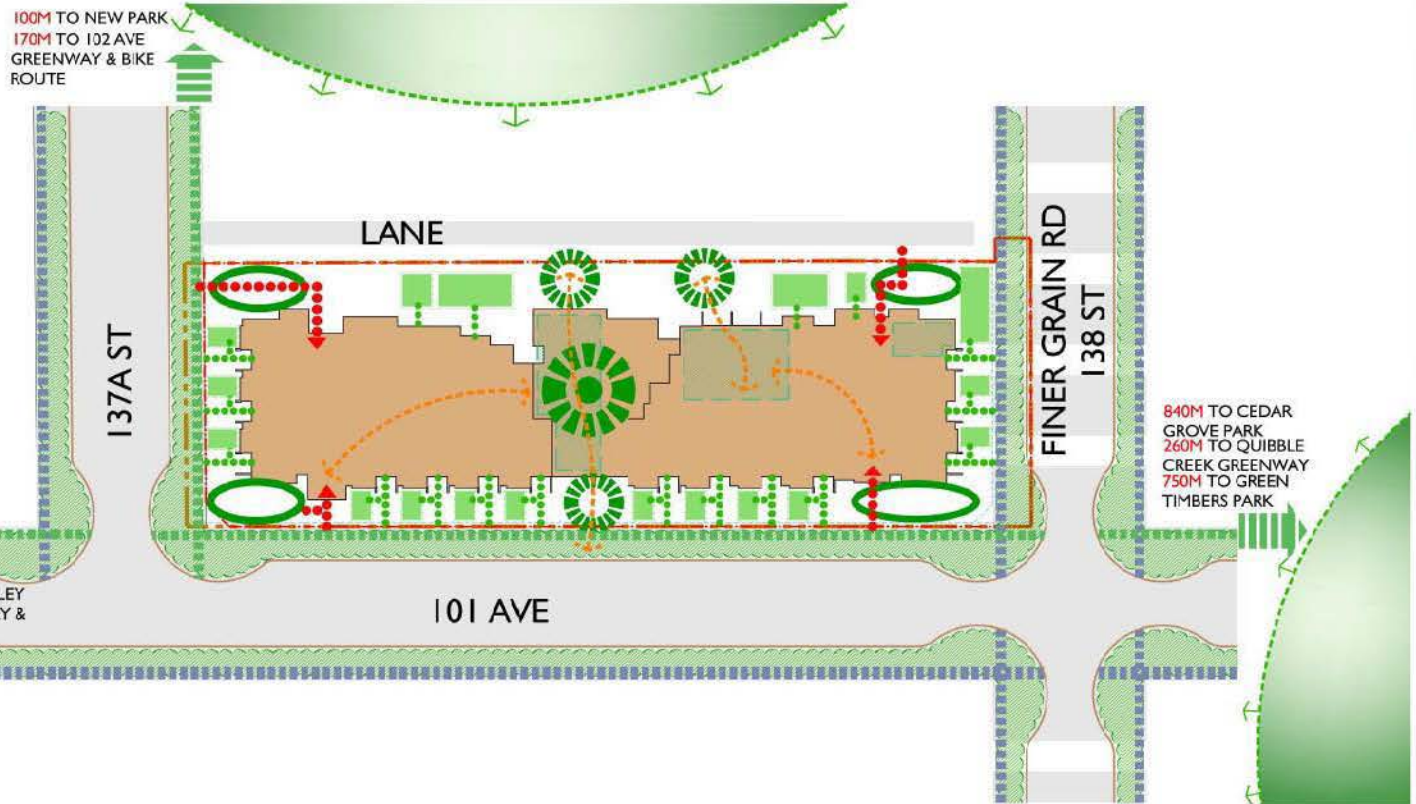 100M TO NEW PARK
170M TO 102 AVE
GREENWAY & BIKE
ROUTE
LANE
137A ST
FINER GRAIN RD
138 ST
840M TO CEDAR
GROVE PARK
260M TO QUIBBLE
CREEK GREENWAY
750M TO GREEN
TIMBERS PARK
LEY
Y &
101 AVE